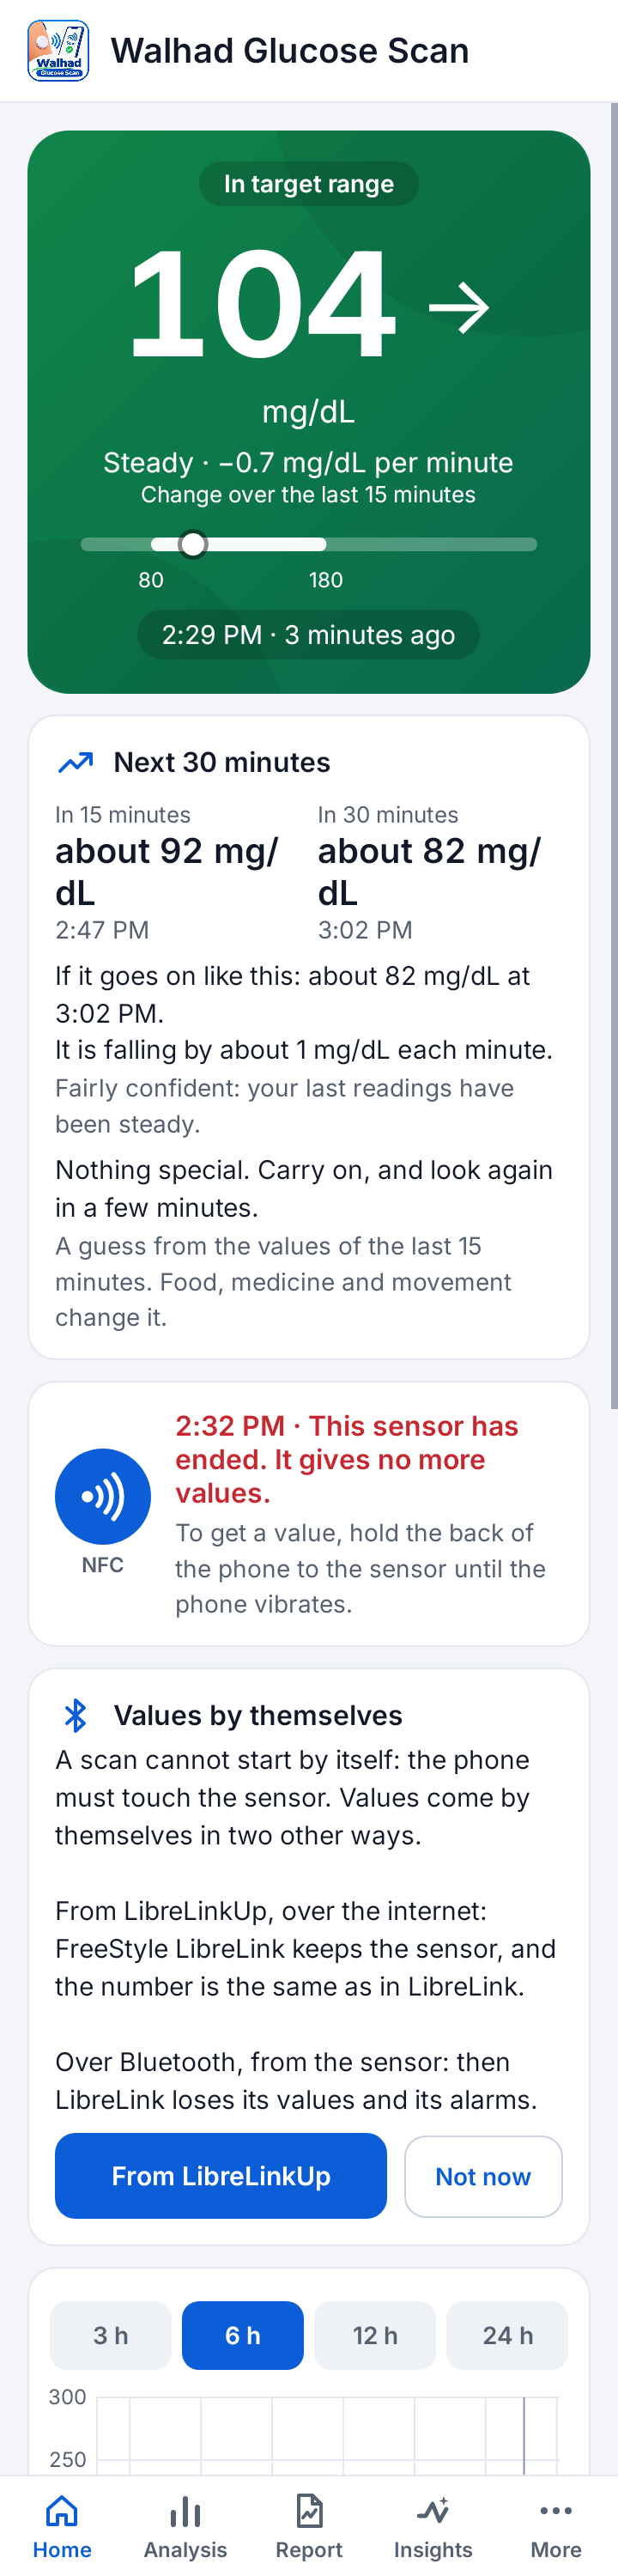 Walhad
Glucose Scan
Walhad Glucose Scan
In target range
104 →
mg/dL
Steady · −0.7 mg/dL per minute
Change over the last 15 minutes
80
180
2:29 PM · 3 minutes ago
Next 30 minutes
In 15 minutes
about 92 mg/
dL
2:47 PM
In 30 minutes
about 82 mg/
dL
3:02 PM
If it goes on like this: about 82 mg/dL at
3:02 PM.
It is falling by about 1 mg/dL each minute.
Fairly confident: your last readings have
been steady.
Nothing special. Carry on, and look again
in a few minutes.
A guess from the values of the last 15
minutes. Food, medicine and movement
change it.
NFC
2:32 PM · This sensor has
ended. It gives no more
values.
To get a value, hold the back of
the phone to the sensor until the
phone vibrates.
Values by themselves
A scan cannot start by itself: the phone
must touch the sensor. Values come by
themselves in two other ways.
From LibreLinkUp, over the internet:
FreeStyle LibreLink keeps the sensor, and
the number is the same as in LibreLink.
Over Bluetooth, from the sensor: then
LibreLink loses its values and its alarms.
From LibreLinkUp
Not now
3 h
6 h
12 h
24 h
300
250
Home
Analysis
Report
Insights
More